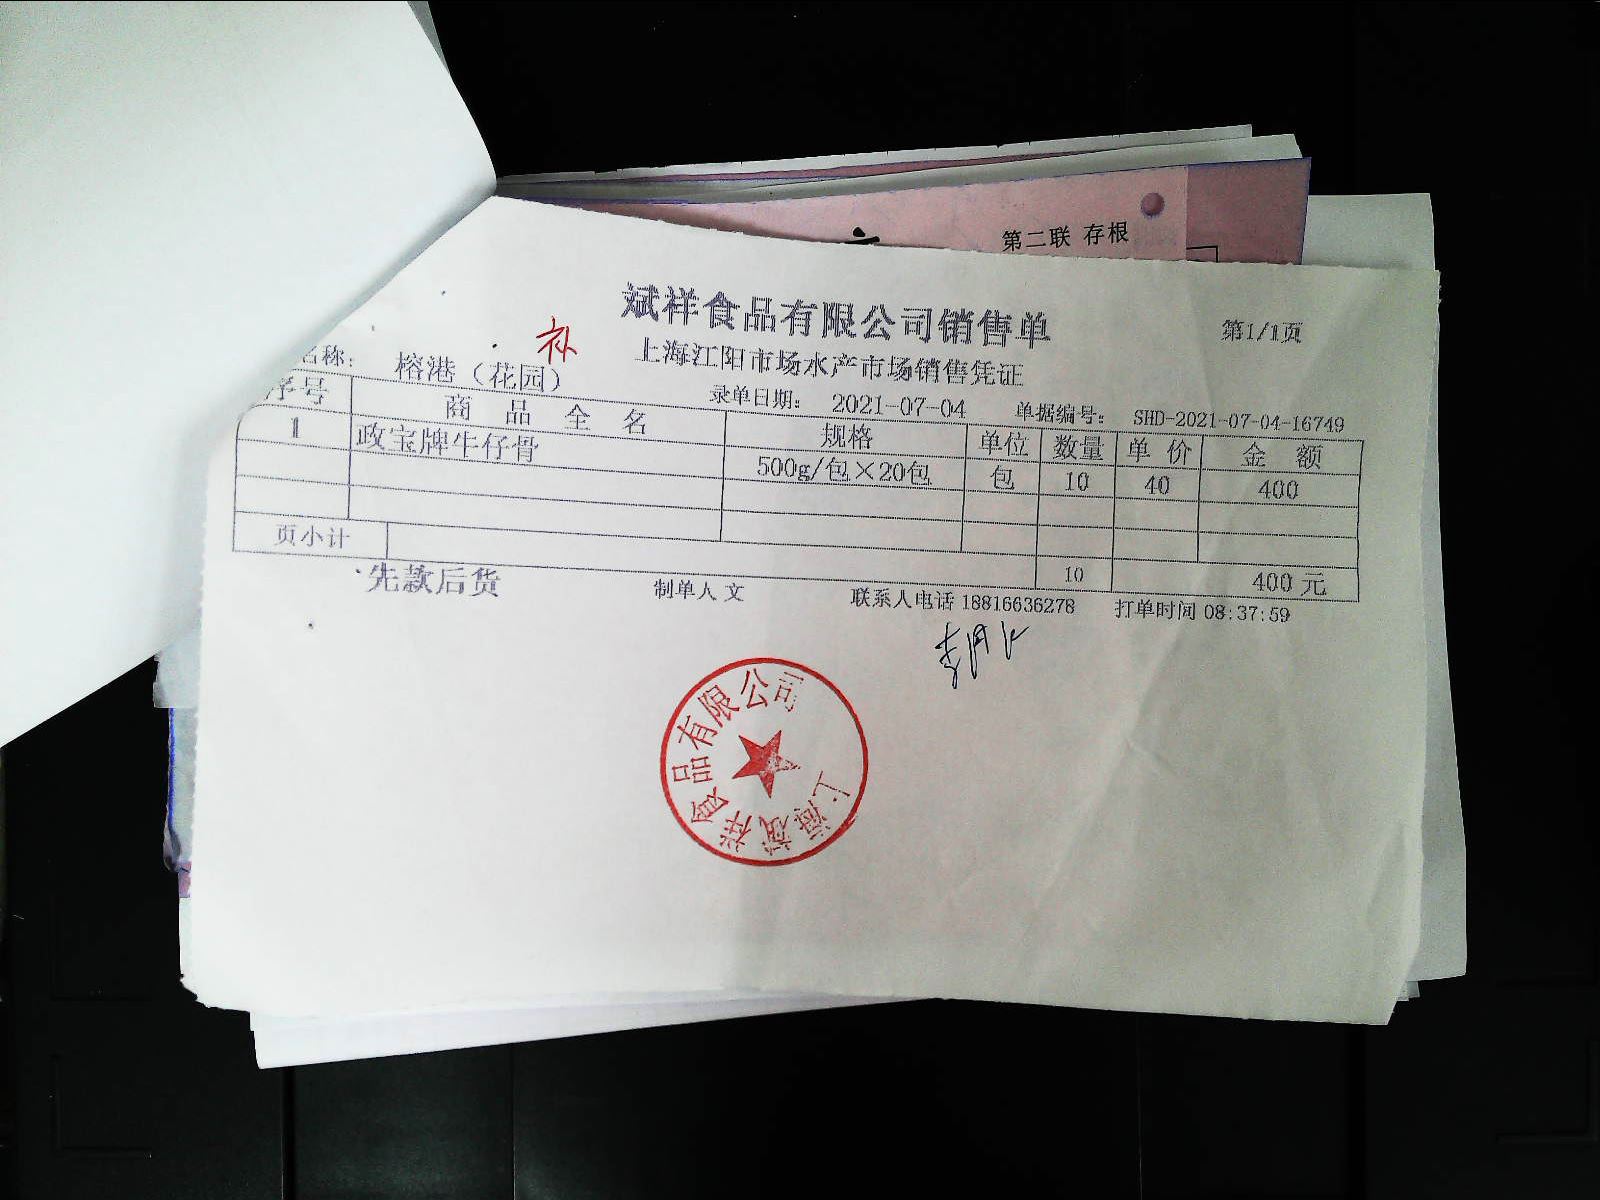 第二联 存根
斌祥食品有限公司销售单
第1/1页
补
上海江阳市场水产市场销售凭证
名称: 榕港（花园）
录单日期: 2021-07-04 单据编号: SHD-2021-07-04-16749
序号 商品全名 规格 单位 数量 单价 金额
1 政宝牌牛仔骨 500g/包×20包 包 10 40 400
页小计 10 400元
先款后货 制单人 文 联系人电话 18816636278 打单时间 08:37:59
上海斌祥食品有限公司